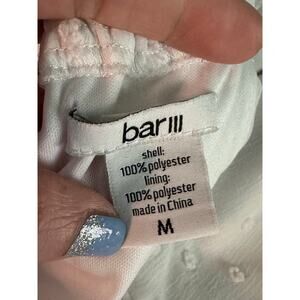 bar III
shell:
100% polyester
lining:
100% polyester
made in China
M